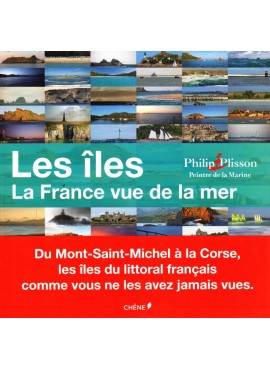 Les îles
Philip Plisson
Peintre de la Marine
La France vue de la mer
Du Mont-Saint-Michel à la Corse,
les îles du littoral français
comme vous ne les avez jamais vues.
CHÊNE